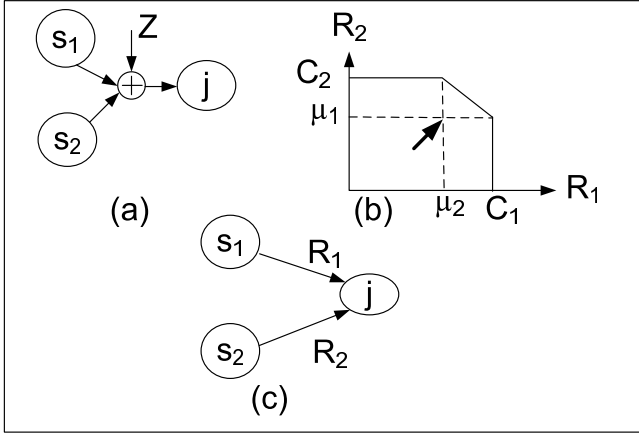 s₁
Z
j
s₂
(a)
R₂
C₂
μ₁
μ₂
C₁
R₁
(b)
s₁
R₁
j
s₂
R₂
(c)